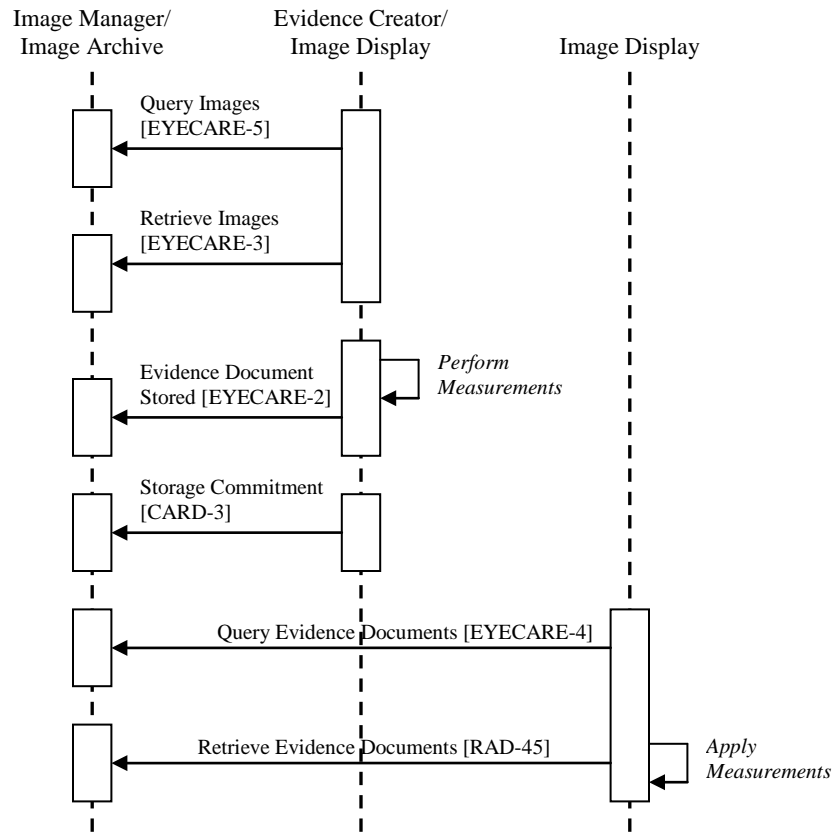 Image Manager/
Image Archive
Evidence Creator/
Image Display
Image Display
Query Images
[EYECARE-5]
Retrieve Images
[EYECARE-3]
Evidence Document
Stored [EYECARE-2]
Perform
Measurements
Storage Commitment
[CARD-3]
Query Evidence Documents [EYECARE-4]
Retrieve Evidence Documents [RAD-45]
Apply
Measurements